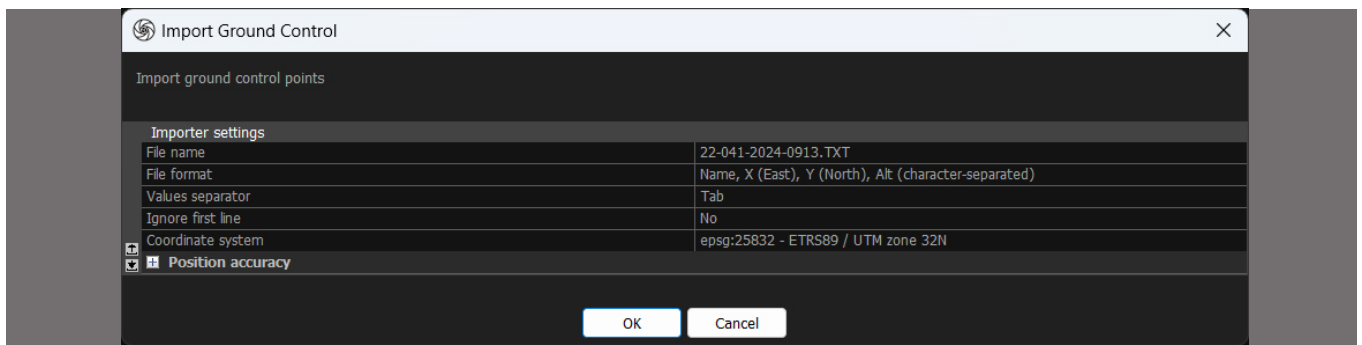 Import Ground Control
Import ground control points
Importer settings
File name 22-041-2024-0913.TXT
File format Name, X (East), Y (North), Alt (character-separated)
Values separator Tab
Ignore first line No
Coordinate system epsg:25832 - ETRS89 / UTM zone 32N
Position accuracy
OK Cancel